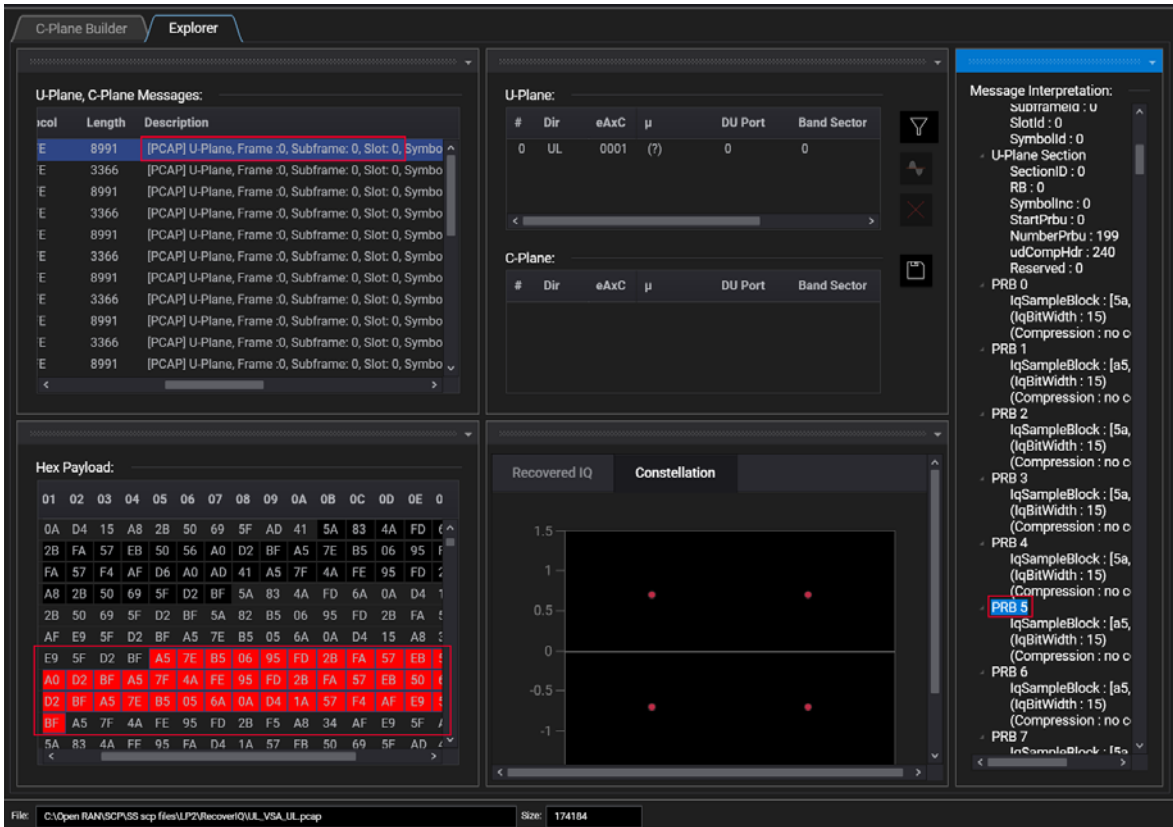 C-Plane Builder Explorer
U-Plane, C-Plane Messages:
Length Description
8991 [PCAP] U-Plane, Frame :0, Subframe: 0, Slot: 0, Symbo
3366 [PCAP] U-Plane, Frame :0, Subframe: 0, Slot: 0, Symbo
8991 [PCAP] U-Plane, Frame :0, Subframe: 0, Slot: 0, Symbo
3366 [PCAP] U-Plane, Frame :0, Subframe: 0, Slot: 0, Symbo
8991 [PCAP] U-Plane, Frame :0, Subframe: 0, Slot: 0, Symbo
3366 [PCAP] U-Plane, Frame :0, Subframe: 0, Slot: 0, Symbo
8991 [PCAP] U-Plane, Frame :0, Subframe: 0, Slot: 0, Symbo
3366 [PCAP] U-Plane, Frame :0, Subframe: 0, Slot: 0, Symbo
8991 [PCAP] U-Plane, Frame :0, Subframe: 0, Slot: 0, Symbo
3366 [PCAP] U-Plane, Frame :0, Subframe: 0, Slot: 0, Symbo
8991 [PCAP] U-Plane, Frame :0, Subframe: 0, Slot: 0, Symbo
U-Plane:
# Dir eAxC µ DU Port Band Sector
0 UL 0001 (?) 0 0
C-Plane:
# Dir eAxC µ DU Port Band Sector
Hex Payload:
01 02 03 04 05 06 07 08 09 0A 0B 0C 0D 0E
0A D4 15 A8 2B 50 69 5F AD 41 5A 83 4A FD
2B FA 57 EB 50 56 A0 D2 BF A5 7E B5 06 95
FA 57 F4 AF D6 A0 AD 41 A5 7F 4A FE 95 FD
A8 2B 50 69 5F D2 BF 5A 83 4A FD 6A 0A D4
2B 50 69 5F D2 BF 5A 82 B5 06 95 FD 2B FA
AF E9 5F D2 BF A5 7E B5 05 6A 0A D4 15 A8
E9 5F D2 BF A5 7E B5 06 95 FD 2B FA 57 EB
A0 D2 BF A5 7F 4A FE 95 FD 2B FA 57 EB 50
D2 BF A5 7E B5 05 6A 0A D4 1A 57 F4 AF E9
BF A5 7F 4A FE 95 FD 2B F5 A8 34 AF E9 5F
5A 83 4A FE 95 FA D4 1A 57 FB 50 69 5F AD
Recovered IQ Constellation
1.5
1
0.5
0
-0.5
-1
Message Interpretation:
SubframeId : 0
SlotId : 0
SymbolId : 0
U-Plane Section
SectionID : 0
RB : 0
SymbolInc : 0
StartPrbu : 0
NumberPrbu : 199
udCompHdr : 240
Reserved : 0
PRB 0
IqSampleBlock : [5a,
(IqBitWidth : 15)
(Compression : no c
PRB 1
IqSampleBlock : [a5,
(IqBitWidth : 15)
(Compression : no c
PRB 2
IqSampleBlock : [5a,
(IqBitWidth : 15)
(Compression : no c
PRB 3
IqSampleBlock : [5a,
(IqBitWidth : 15)
(Compression : no c
PRB 4
IqSampleBlock : [5a,
(IqBitWidth : 15)
(Compression : no c
PRB 5
IqSampleBlock : [a5,
(IqBitWidth : 15)
(Compression : no c
PRB 6
IqSampleBlock : [a5,
(IqBitWidth : 15)
(Compression : no c
PRB 7
IqSampleBlock : [5a
File: C:\Open RAN\SCP\SS scp files\LP2\RecoverIQ\UL_VSA_UL.pcap Size: 174184